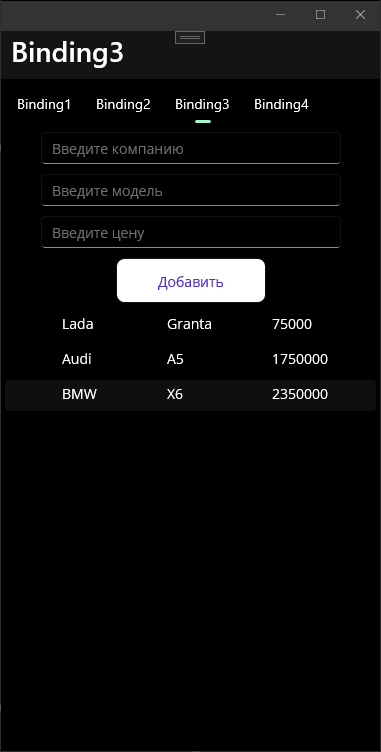 Binding3
Binding1 Binding2 Binding3 Binding4
Введите компанию
Введите модель
Введите цену
Добавить
Lada Granta 75000
Audi A5 1750000
BMW X6 2350000